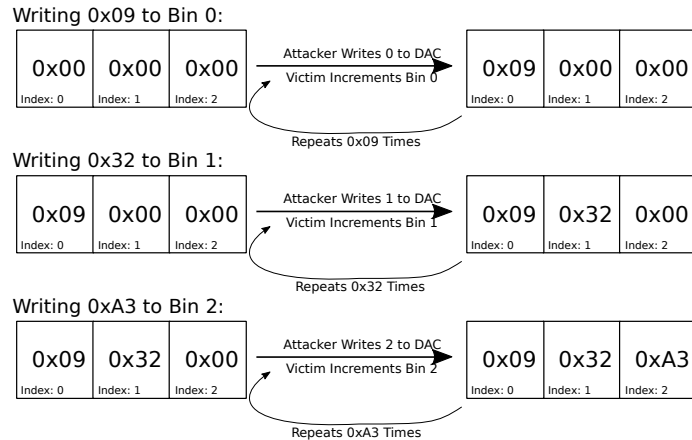 Writing 0x09 to Bin 0:
0x00 0x00 0x00 Attacker Writes 0 to DAC 0x09 0x00 0x00
Index: 0 Index: 1 Index: 2 Victim Increments Bin 0 Index: 0 Index: 1 Index: 2
Repeats 0x09 Times
Writing 0x32 to Bin 1:
0x09 0x00 0x00 Attacker Writes 1 to DAC 0x09 0x32 0x00
Index: 0 Index: 1 Index: 2 Victim Increments Bin 1 Index: 0 Index: 1 Index: 2
Repeats 0x32 Times
Writing 0xA3 to Bin 2:
0x09 0x32 0x00 Attacker Writes 2 to DAC 0x09 0x32 0xA3
Index: 0 Index: 1 Index: 2 Victim Increments Bin 2 Index: 0 Index: 1 Index: 2
Repeats 0xA3 Times